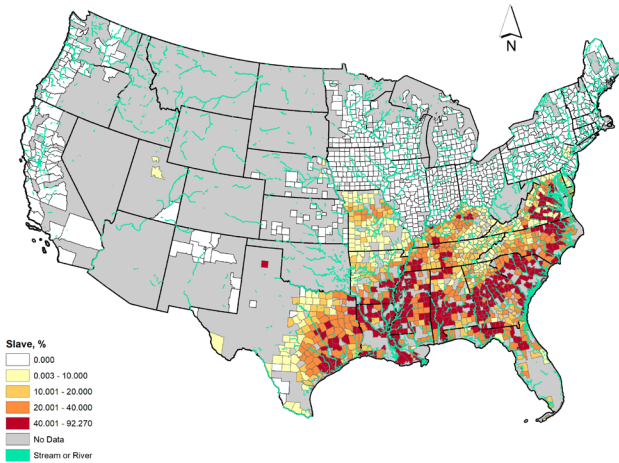 N
Slave, %
0.000
0.003 - 10.000
10.001 - 20.000
20.001 - 40.000
40.001 - 92.270
No Data
Stream or River